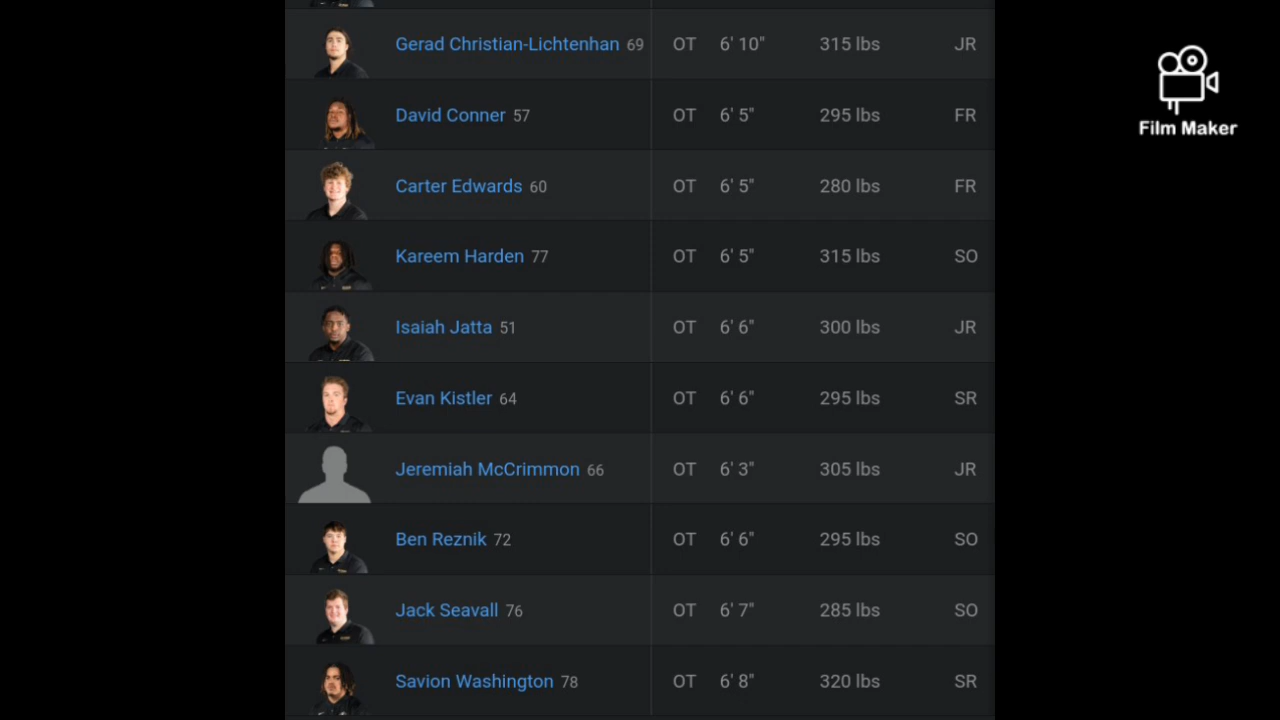 Gerad Christian-Lichtenhan 69 OT 6' 10" 315 lbs JR
Film Maker
David Conner 57 OT 6' 5" 295 lbs FR
Carter Edwards 60 OT 6' 5" 280 lbs FR
Kareem Harden 77 OT 6' 5" 315 lbs SO
Isaiah Jatta 51 OT 6' 6" 300 lbs JR
Evan Kistler 64 OT 6' 6" 295 lbs SR
Jeremiah McCrimmon 66 OT 6' 3" 305 lbs JR
Ben Reznik 72 OT 6' 6" 295 lbs SO
Jack Seavall 76 OT 6' 7" 285 lbs SO
Savion Washington 78 OT 6' 8" 320 lbs SR